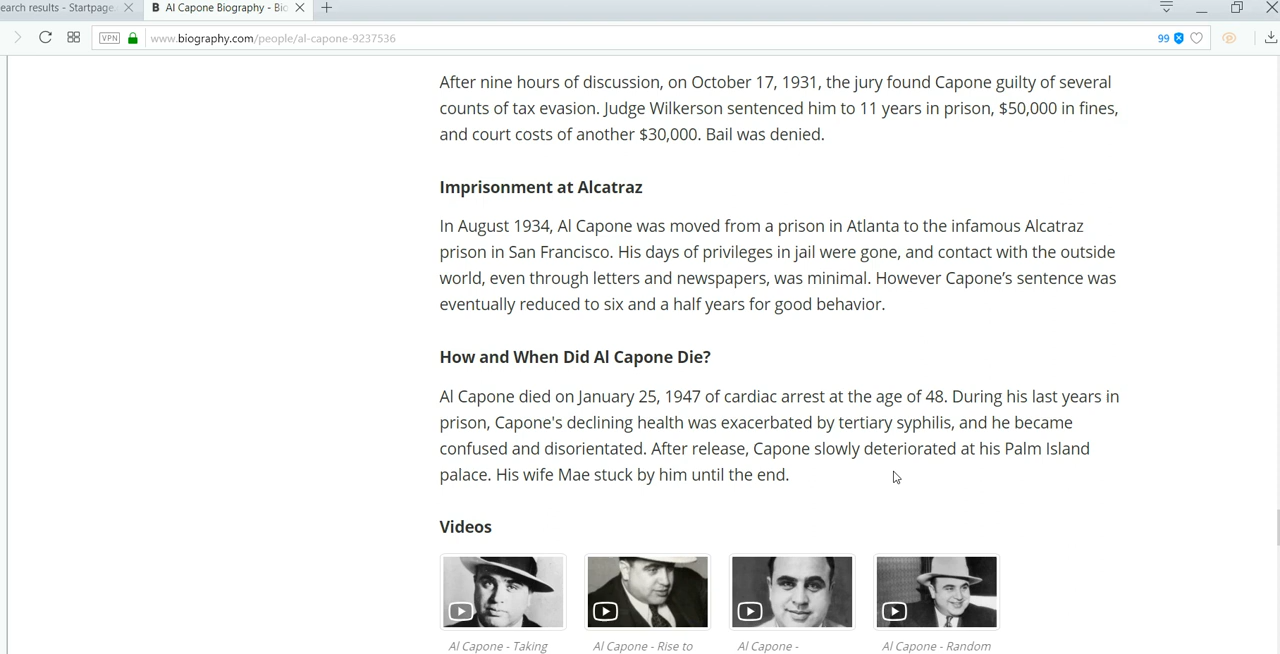 earch results - Startpage.
B Al Capone Biography - Bio
VPN www.biography.com/people/al-capone-9237536 99
After nine hours of discussion, on October 17, 1931, the jury found Capone guilty of several
counts of tax evasion. Judge Wilkerson sentenced him to 11 years in prison, $50,000 in fines,
and court costs of another $30,000. Bail was denied.
Imprisonment at Alcatraz
In August 1934, Al Capone was moved from a prison in Atlanta to the infamous Alcatraz
prison in San Francisco. His days of privileges in jail were gone, and contact with the outside
world, even through letters and newspapers, was minimal. However Capone’s sentence was
eventually reduced to six and a half years for good behavior.
How and When Did Al Capone Die?
Al Capone died on January 25, 1947 of cardiac arrest at the age of 48. During his last years in
prison, Capone's declining health was exacerbated by tertiary syphilis, and he became
confused and disorientated. After release, Capone slowly deteriorated at his Palm Island
palace. His wife Mae stuck by him until the end.
Videos
Al Capone - Taking
Al Capone - Rise to
Al Capone -
Al Capone - Random